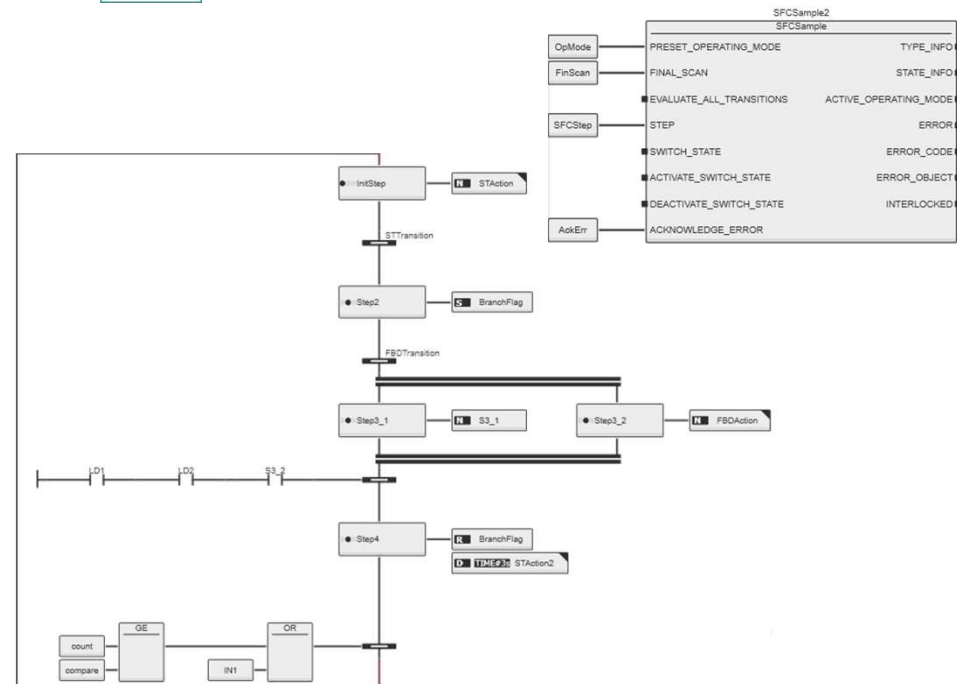 SFCSample2
SFCSample
OpMode PRESET_OPERATING_MODE TYPE_INFO
FinScan FINAL_SCAN STATE_INFO
EVALUATE_ALL_TRANSITIONS ACTIVE_OPERATING_MODE
SFCStep STEP ERROR
SWITCH_STATE ERROR_CODE
ACTIVATE_SWITCH_STATE ERROR_OBJECT
DEACTIVATE_SWITCH_STATE INTERLOCKED
AckErr ACKNOWLEDGE_ERROR
InitStep N STAction
STTransition
Step2 S BranchFlag
FBDTransition
Step3_1 N S3_1 Step3_2 N FBDAction
LD1 LD2 S3_2
Step4 R BranchFlag
D TIME#3s STAction2
GE OR
count
compare IN1